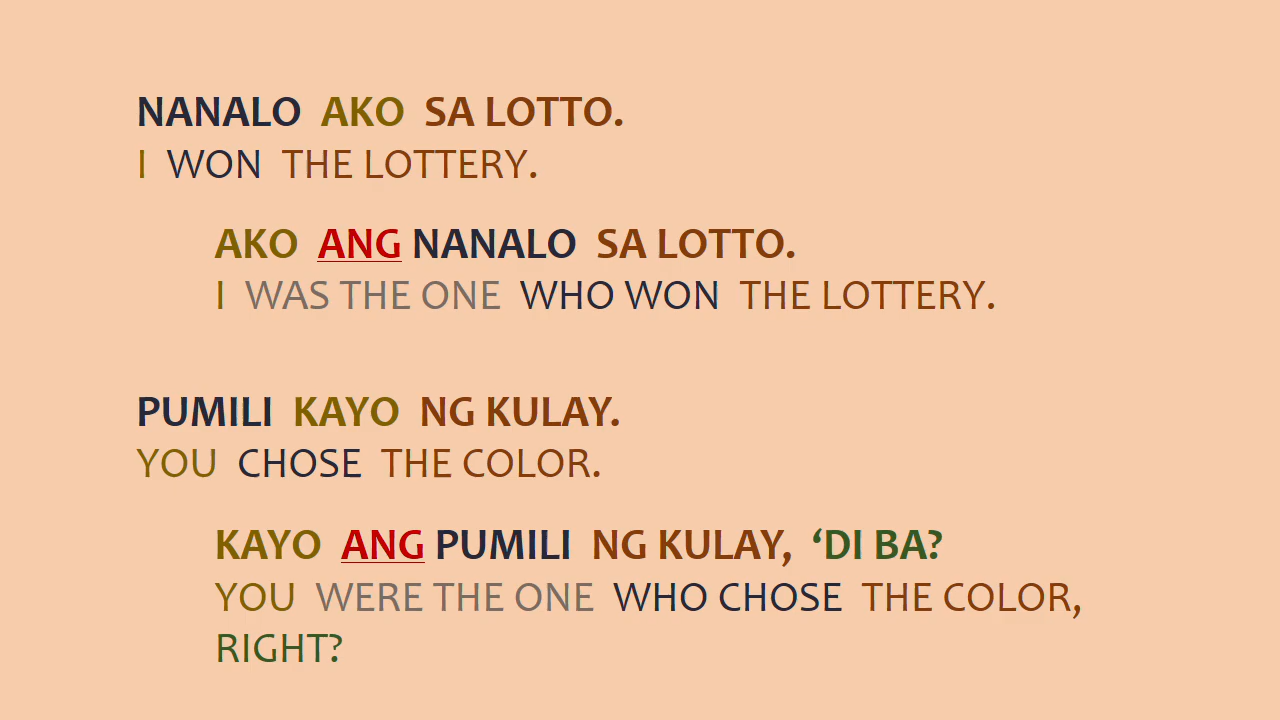 NANALO AKO SA LOTTO.
I WON THE LOTTERY.
AKO ANG NANALO SA LOTTO.
I WAS THE ONE WHO WON THE LOTTERY.
PUMILI KAYO NG KULAY.
YOU CHOSE THE COLOR.
KAYO ANG PUMILI NG KULAY, ‘DI BA?
YOU WERE THE ONE WHO CHOSE THE COLOR,
RIGHT?